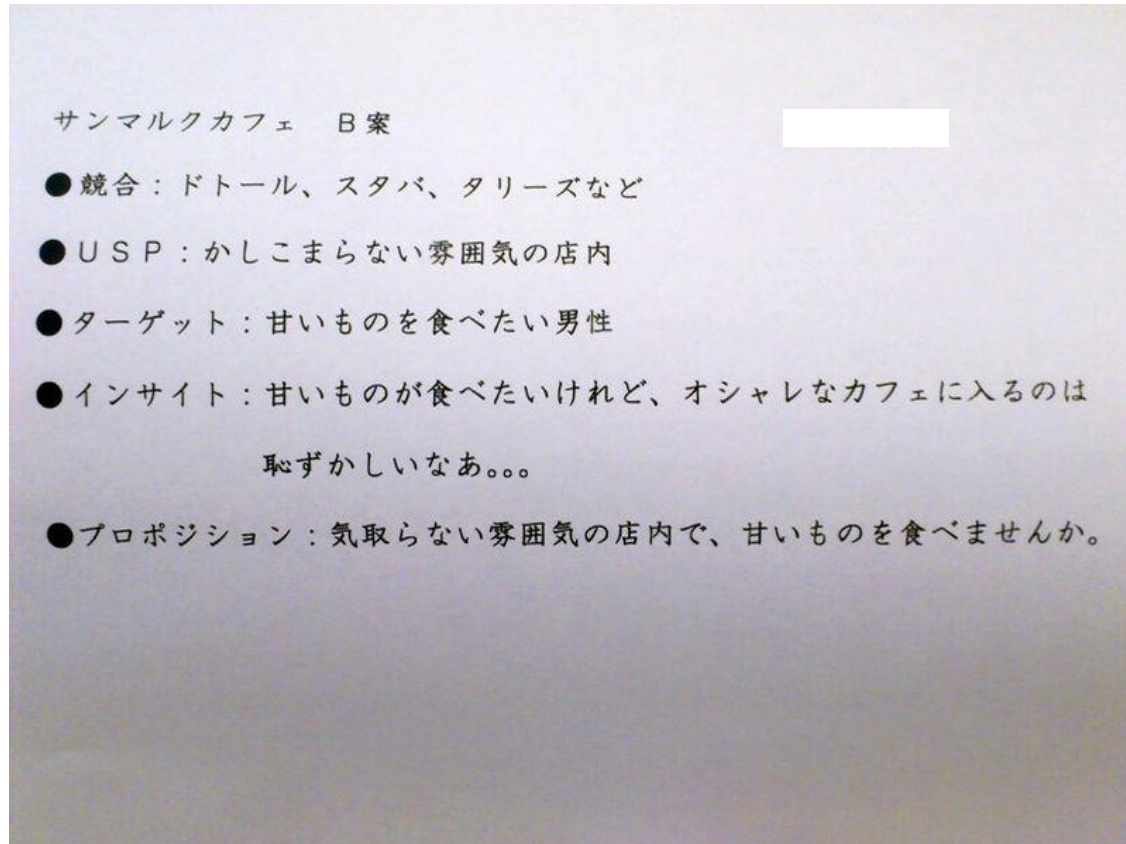 サンマルクカフェ　B案
●競合：ドトール、スタバ、タリーズなど
●ＵＳＰ：かしこまらない雰囲気の店内
●ターゲット：甘いものを食べたい男性
●インサイト：甘いものが食べたいけれど、オシャレなカフェに入るのは
恥ずかしいなあ。。。
●プロポジション：気取らない雰囲気の店内で、甘いものを食べませんか。